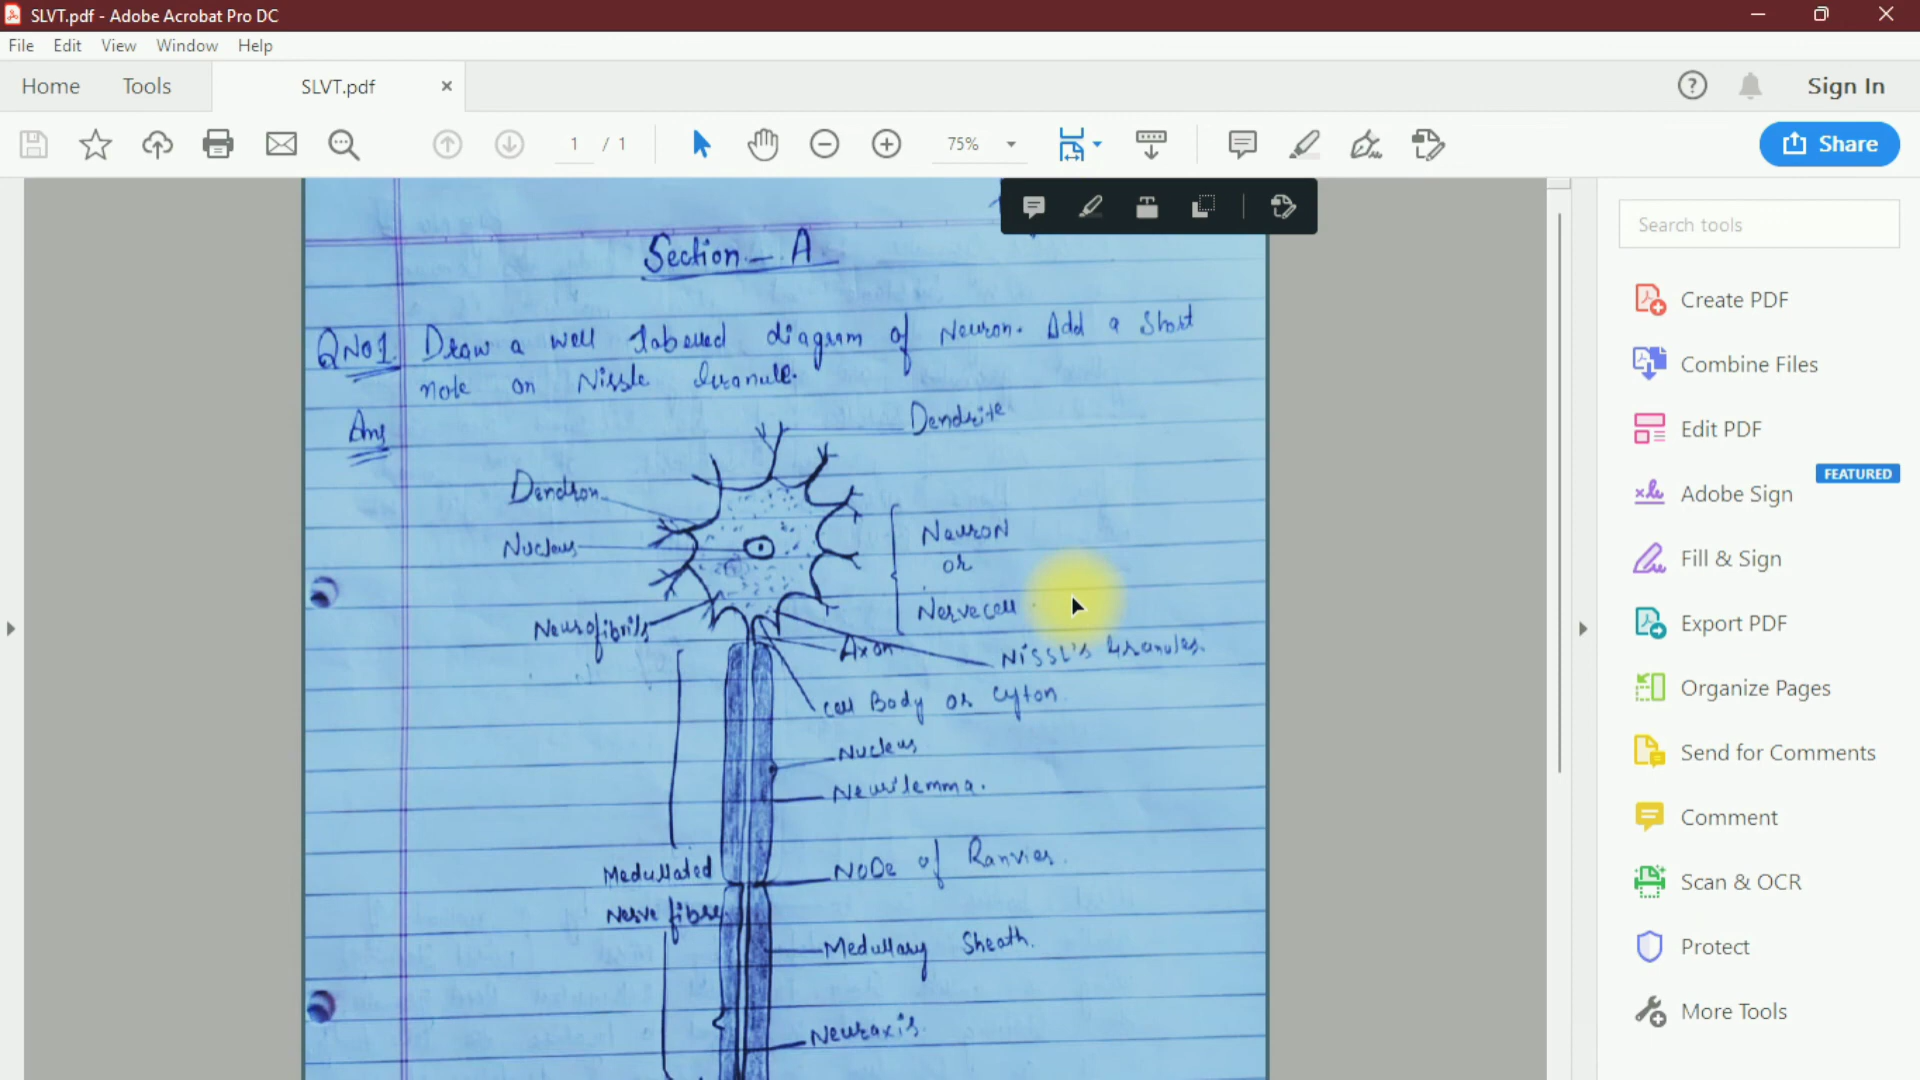 SLVT.pdf - Adobe Acrobat Pro DC
File Edit View Window Help
Home Tools SLVT.pdf Sign In
1 / 1 75% Share
Section - A
QNO1. Draw a well labelled diagram of Neuron. Add a short
note on Nissle Granule.
Ans
Dendrite
Dendron
Nucleus
Neuron
or
Nervecell
Neurofibrils
Axon
Nissl's Granules.
Cell Body or Cyton
Nucleus
Neurilemma.
Medullated
Node of Ranvier.
Nerve fibre
Medullary Sheath.
Neuraxis.
Search tools
Create PDF
Combine Files
Edit PDF
FEATURED
Adobe Sign
Fill & Sign
Export PDF
Organize Pages
Send for Comments
Comment
Scan & OCR
Protect
More Tools